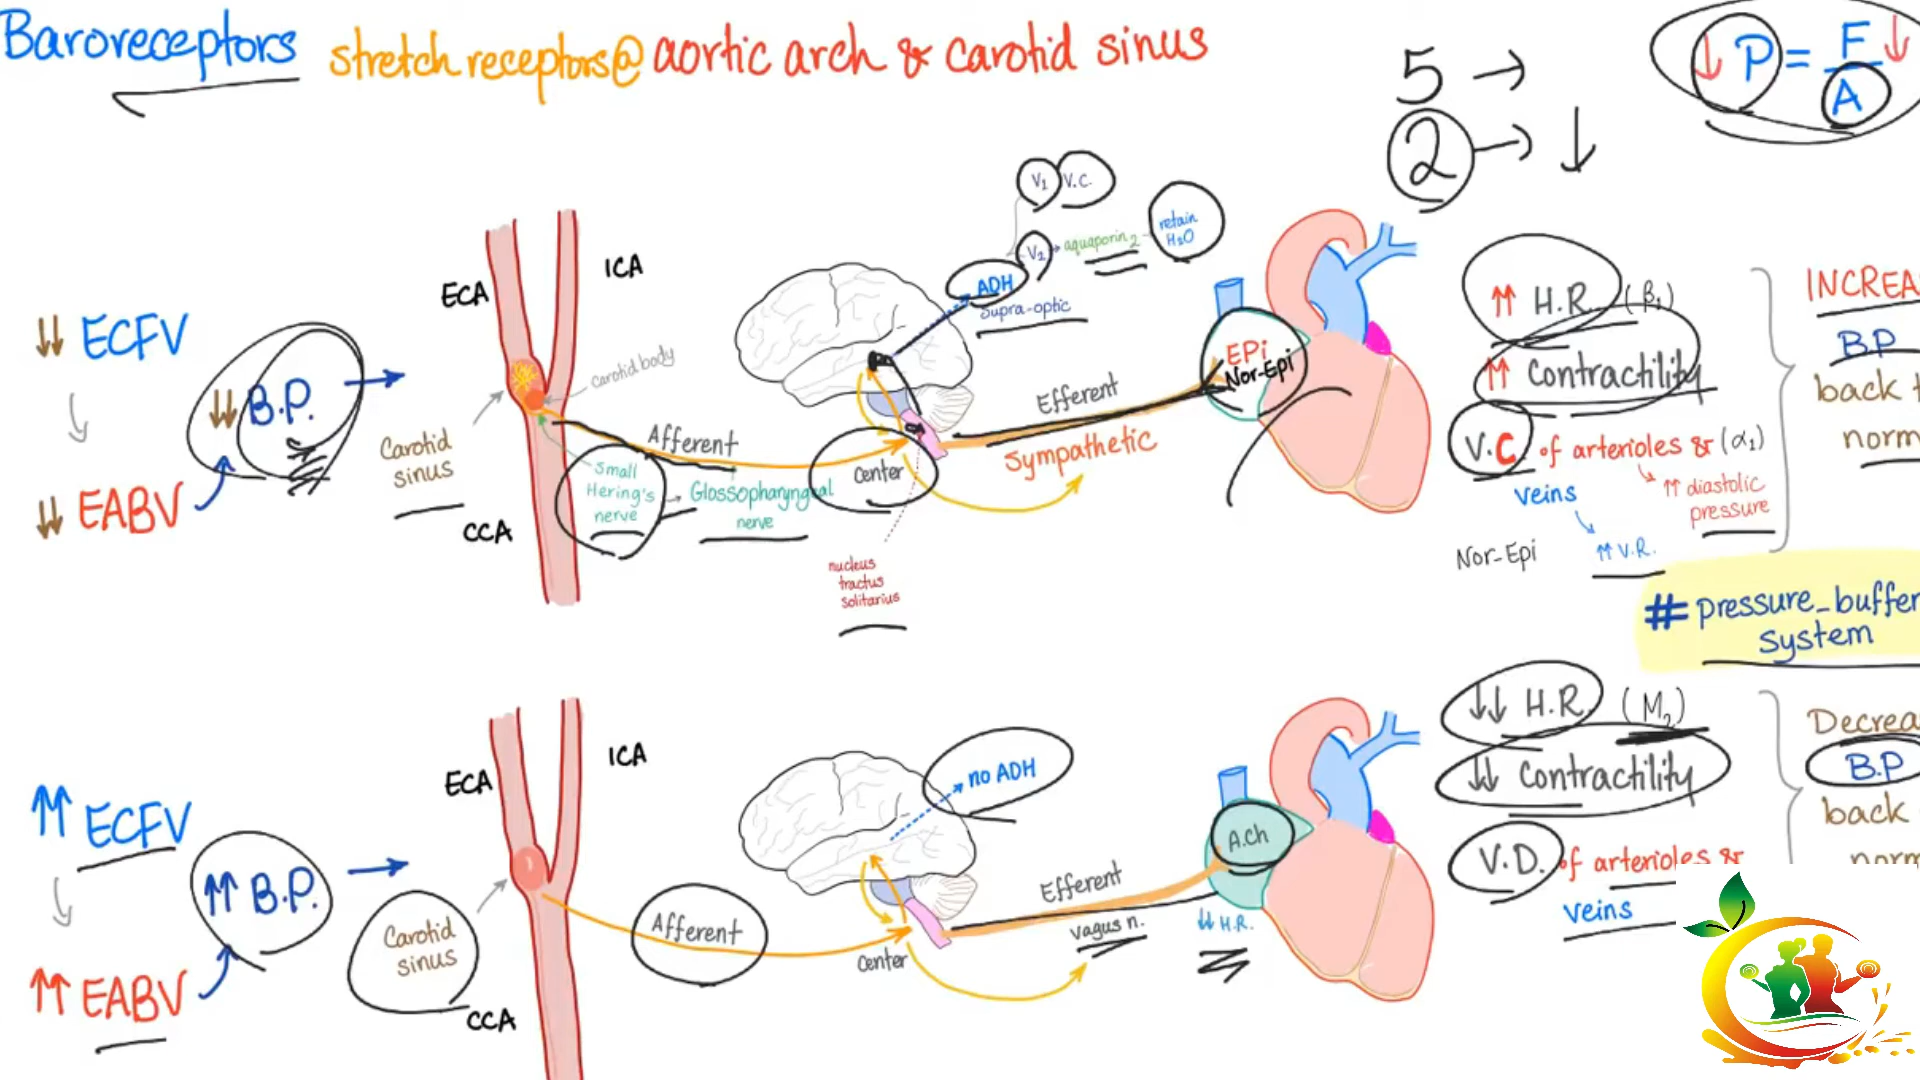 Baroreceptors stretch receptors@ aortic arch & carotid sinus
5 →
2 → ↓
↓ P = F ↓
A
V1 V.C.
V2 → aquaporin 2
retain
H2O
ADH
Supra-optic
ECA
ICA
carotid body
↓↓ ECFV
↓↓ B.P.
↓↓ EABV
Carotid
sinus
CCA
Afferent
Small
Hering's
nerve
→ Glossopharyngeal
nerve
Center
nucleus
tractus
solitarius
Efferent
Sympathetic
EPi
Nor-Epi
↑↑ H.R. (β1)
↑↑ Contractility
V.C. of arterioles & (α1)
↑↑ diastolic
pressure
veins
↑↑ V.R.
Nor-Epi
INCREA
B.P
back t
norm
#pressure_buffer
system
↑↑ ECFV
↑↑ B.P.
↑↑ EABV
ECA
ICA
Carotid
sinus
CCA
Afferent
Center
no ADH
Efferent
vagus n.
A.Ch
↓↓ H.R.
↓↓ H.R. (M2)
↓↓ Contractility
V.D. of arterioles &
veins
Decrea
B.P
back
norm